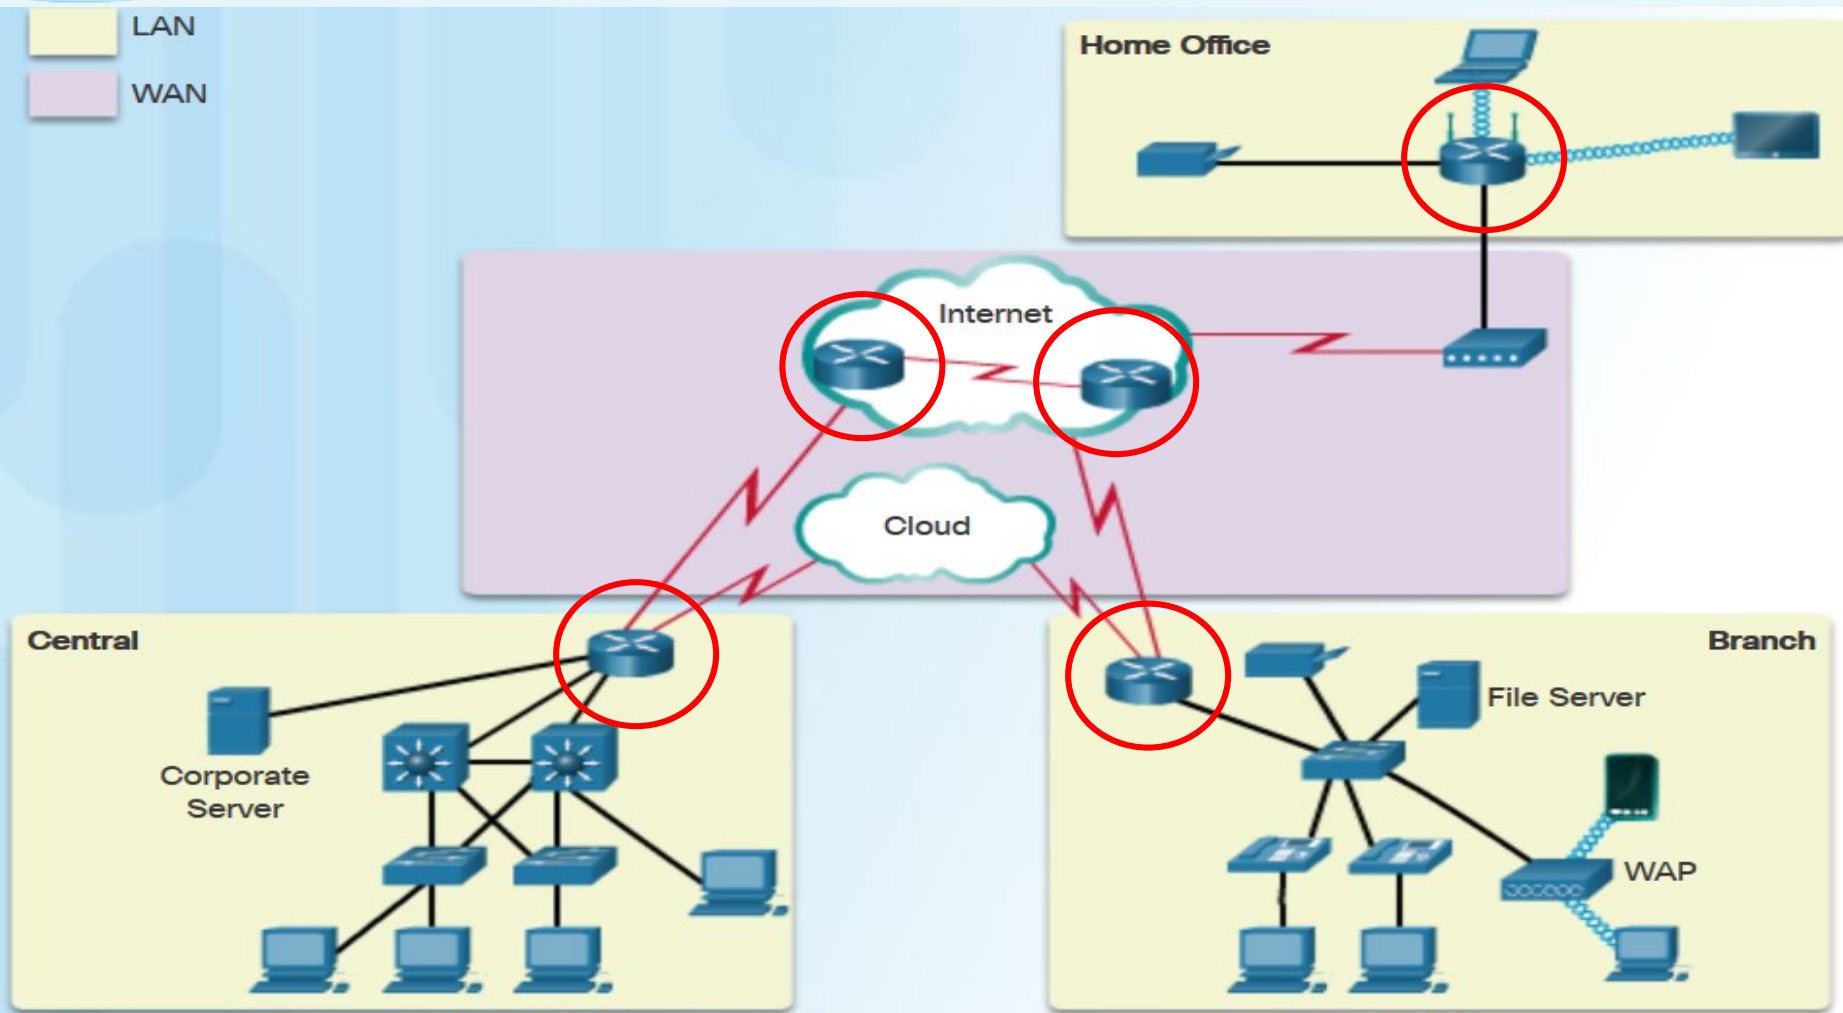 LAN
WAN
Home Office
Internet
Cloud
Central
Corporate
Server
Branch
File Server
WAP